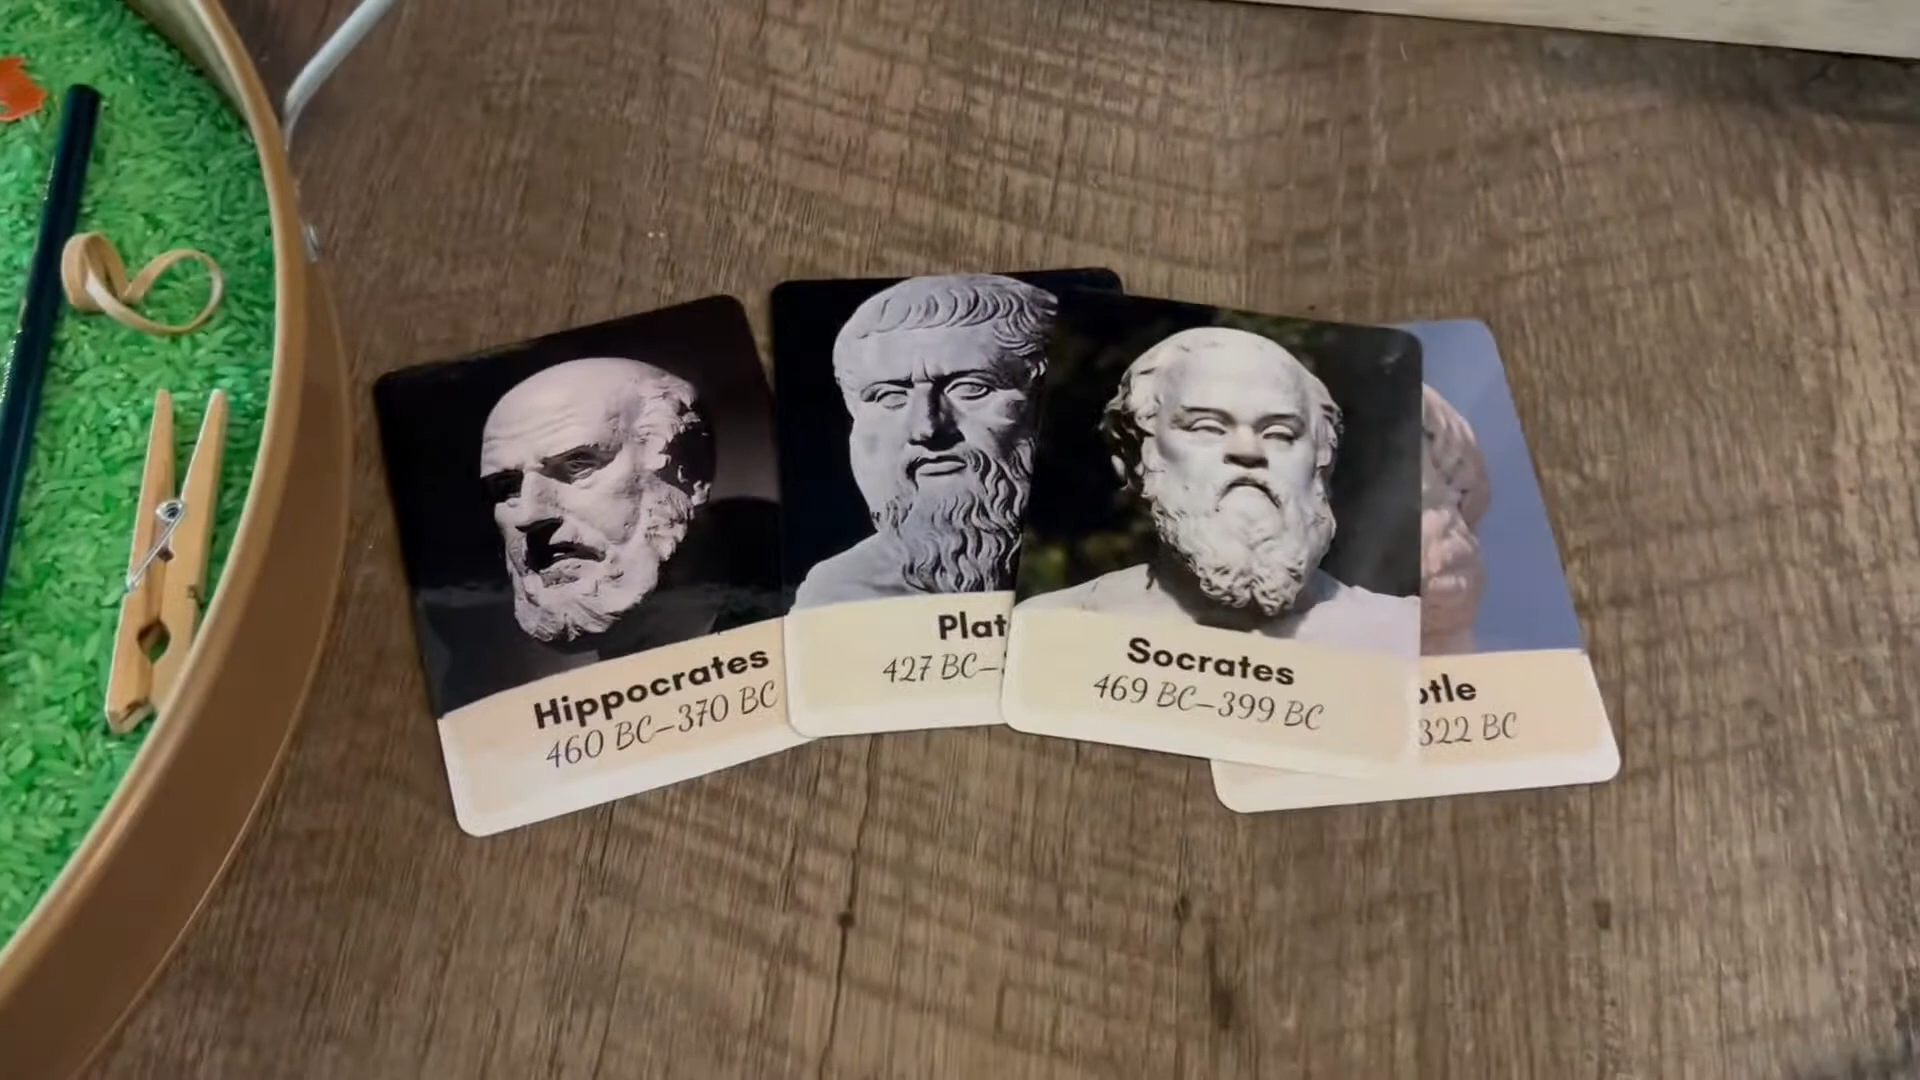 Hippocrates
460 BC–370 BC
Plat
427 BC–
Socrates
469 BC–399 BC
otle
322 BC